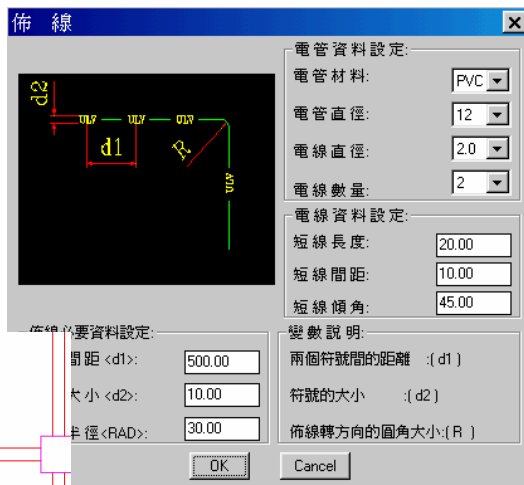 佈 線
電管資料設定:
電管材料: PVC
電管直徑: 12
電線直徑: 2.0
電線數量: 2
d2
ULV ULV ULV
d1
R
ULV
電線資料設定:
短線長度: 20.00
短線間距: 10.00
短線傾角: 45.00
佈線必要資料設定:
間距<d1>: 500.00
大小<d2>: 10.00
半徑<RAD>: 30.00
變數說明:
兩個符號間的距離 :( d1 )
符號的大小 :( d2 )
佈線轉方向的圓角大小:( R )
OK Cancel